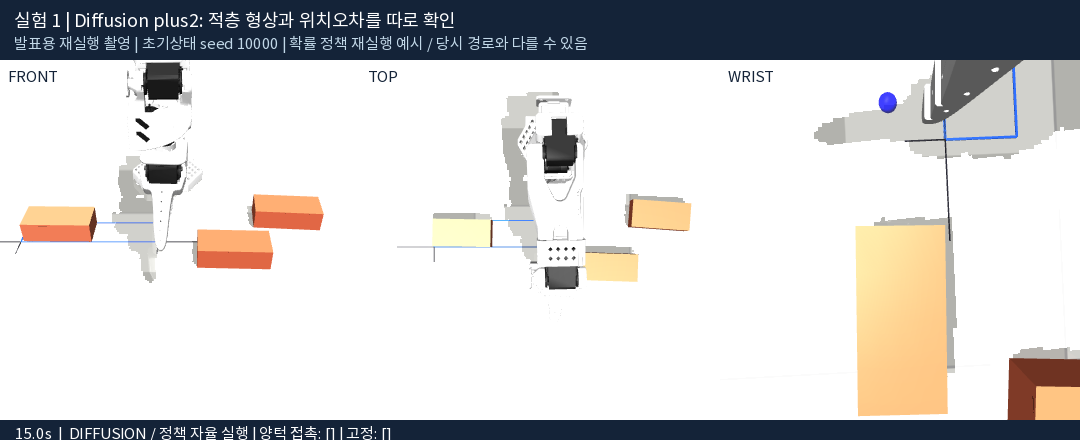 실험 1 | Diffusion plus2: 적층 형상과 위치오차를 따로 확인
발표용 재실행 촬영 | 초기상태 seed 10000 | 확률 정책 재실행 예시 / 당시 경로와 다를 수 있음
FRONT TOP WRIST
15.0s | DIFFUSION / 정책 자율 실행 | 양턱 접촉: [] | 고정: []